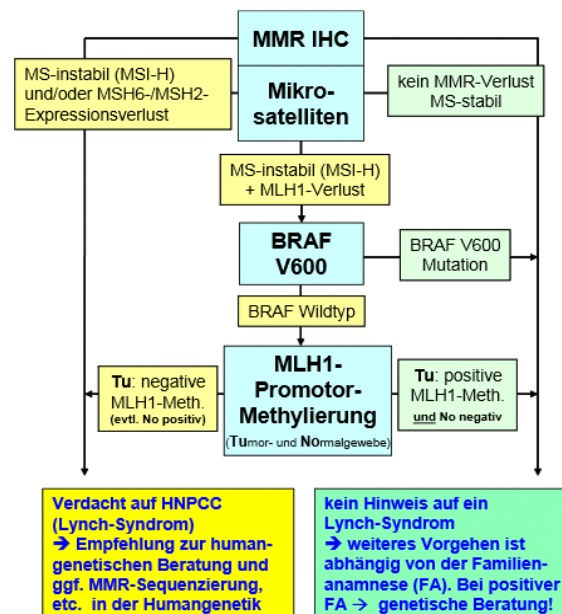 MMR IHC
Mikro-
satelliten
MS-instabil (MSI-H)
und/oder MSH6-/MSH2-
Expressionsverlust
kein MMR-Verlust
MS-stabil
MS-instabil (MSI-H)
+ MLH1-Verlust
BRAF
V600
BRAF V600
Mutation
BRAF Wildtyp
MLH1-
Promotor-
Methylierung
(Tumor- und Normalgewebe)
Tu: negative
MLH1-Meth.
(evtl. No positiv)
Tu: positive
MLH1-Meth.
und No negativ
Verdacht auf HNPCC
(Lynch-Syndrom)
→ Empfehlung zur human-
genetischen Beratung und
ggf. MMR-Sequenzierung,
etc. in der Humangenetik
kein Hinweis auf ein
Lynch-Syndrom
→ weiteres Vorgehen ist
abhängig von der Familien-
anamnese (FA). Bei positiver
FA → genetische Beratung!